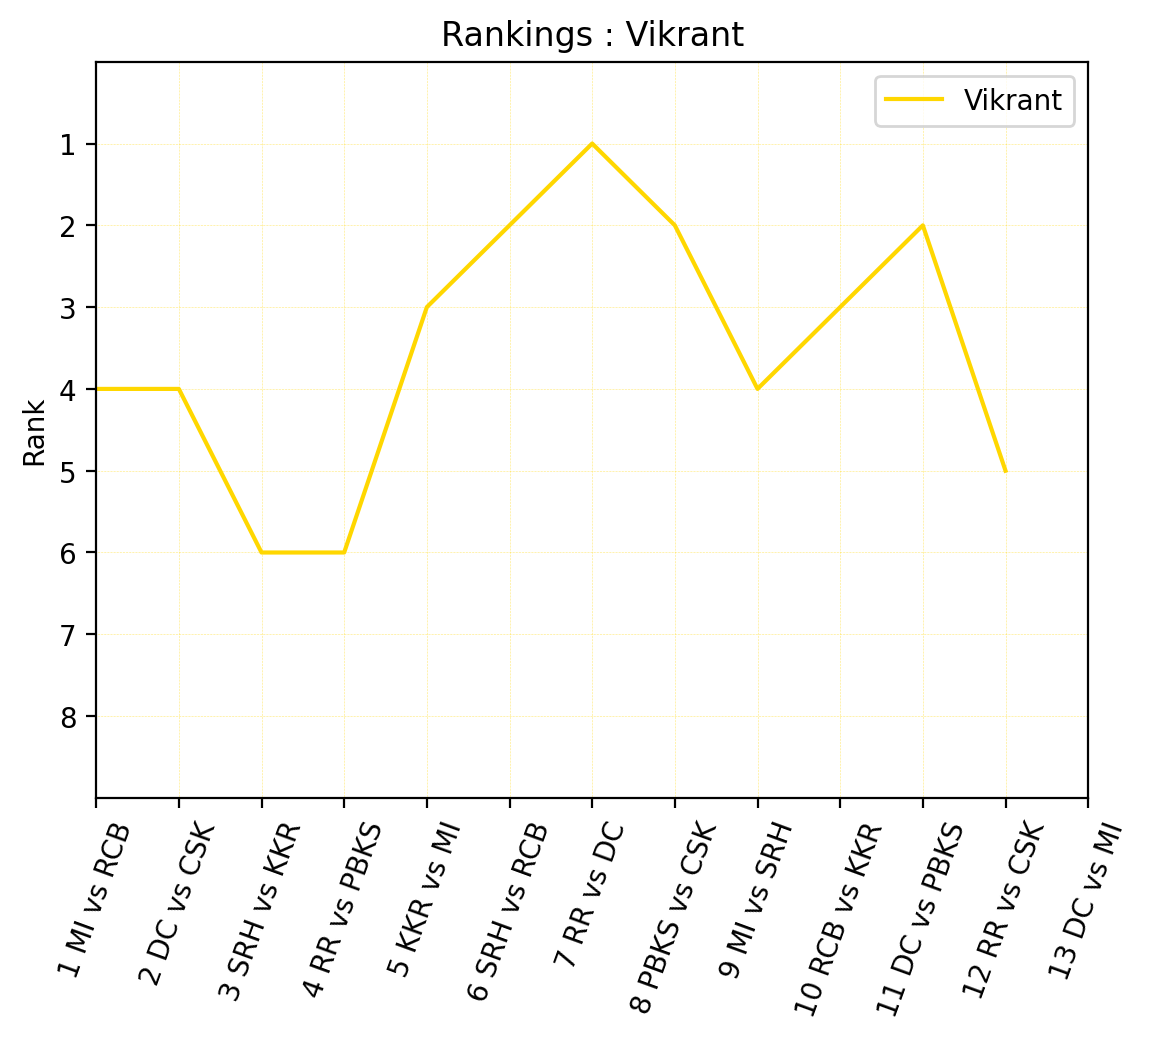 Rankings : Vikrant
Vikrant
Rank
1
2
3
4
5
6
7
8
1 MI vs RCB
2 DC vs CSK
3 SRH vs KKR
4 RR vs PBKS
5 KKR vs MI
6 SRH vs RCB
7 RR vs DC
8 PBKS vs CSK
9 MI vs SRH
10 RCB vs KKR
11 DC vs PBKS
12 RR vs CSK
13 DC vs MI